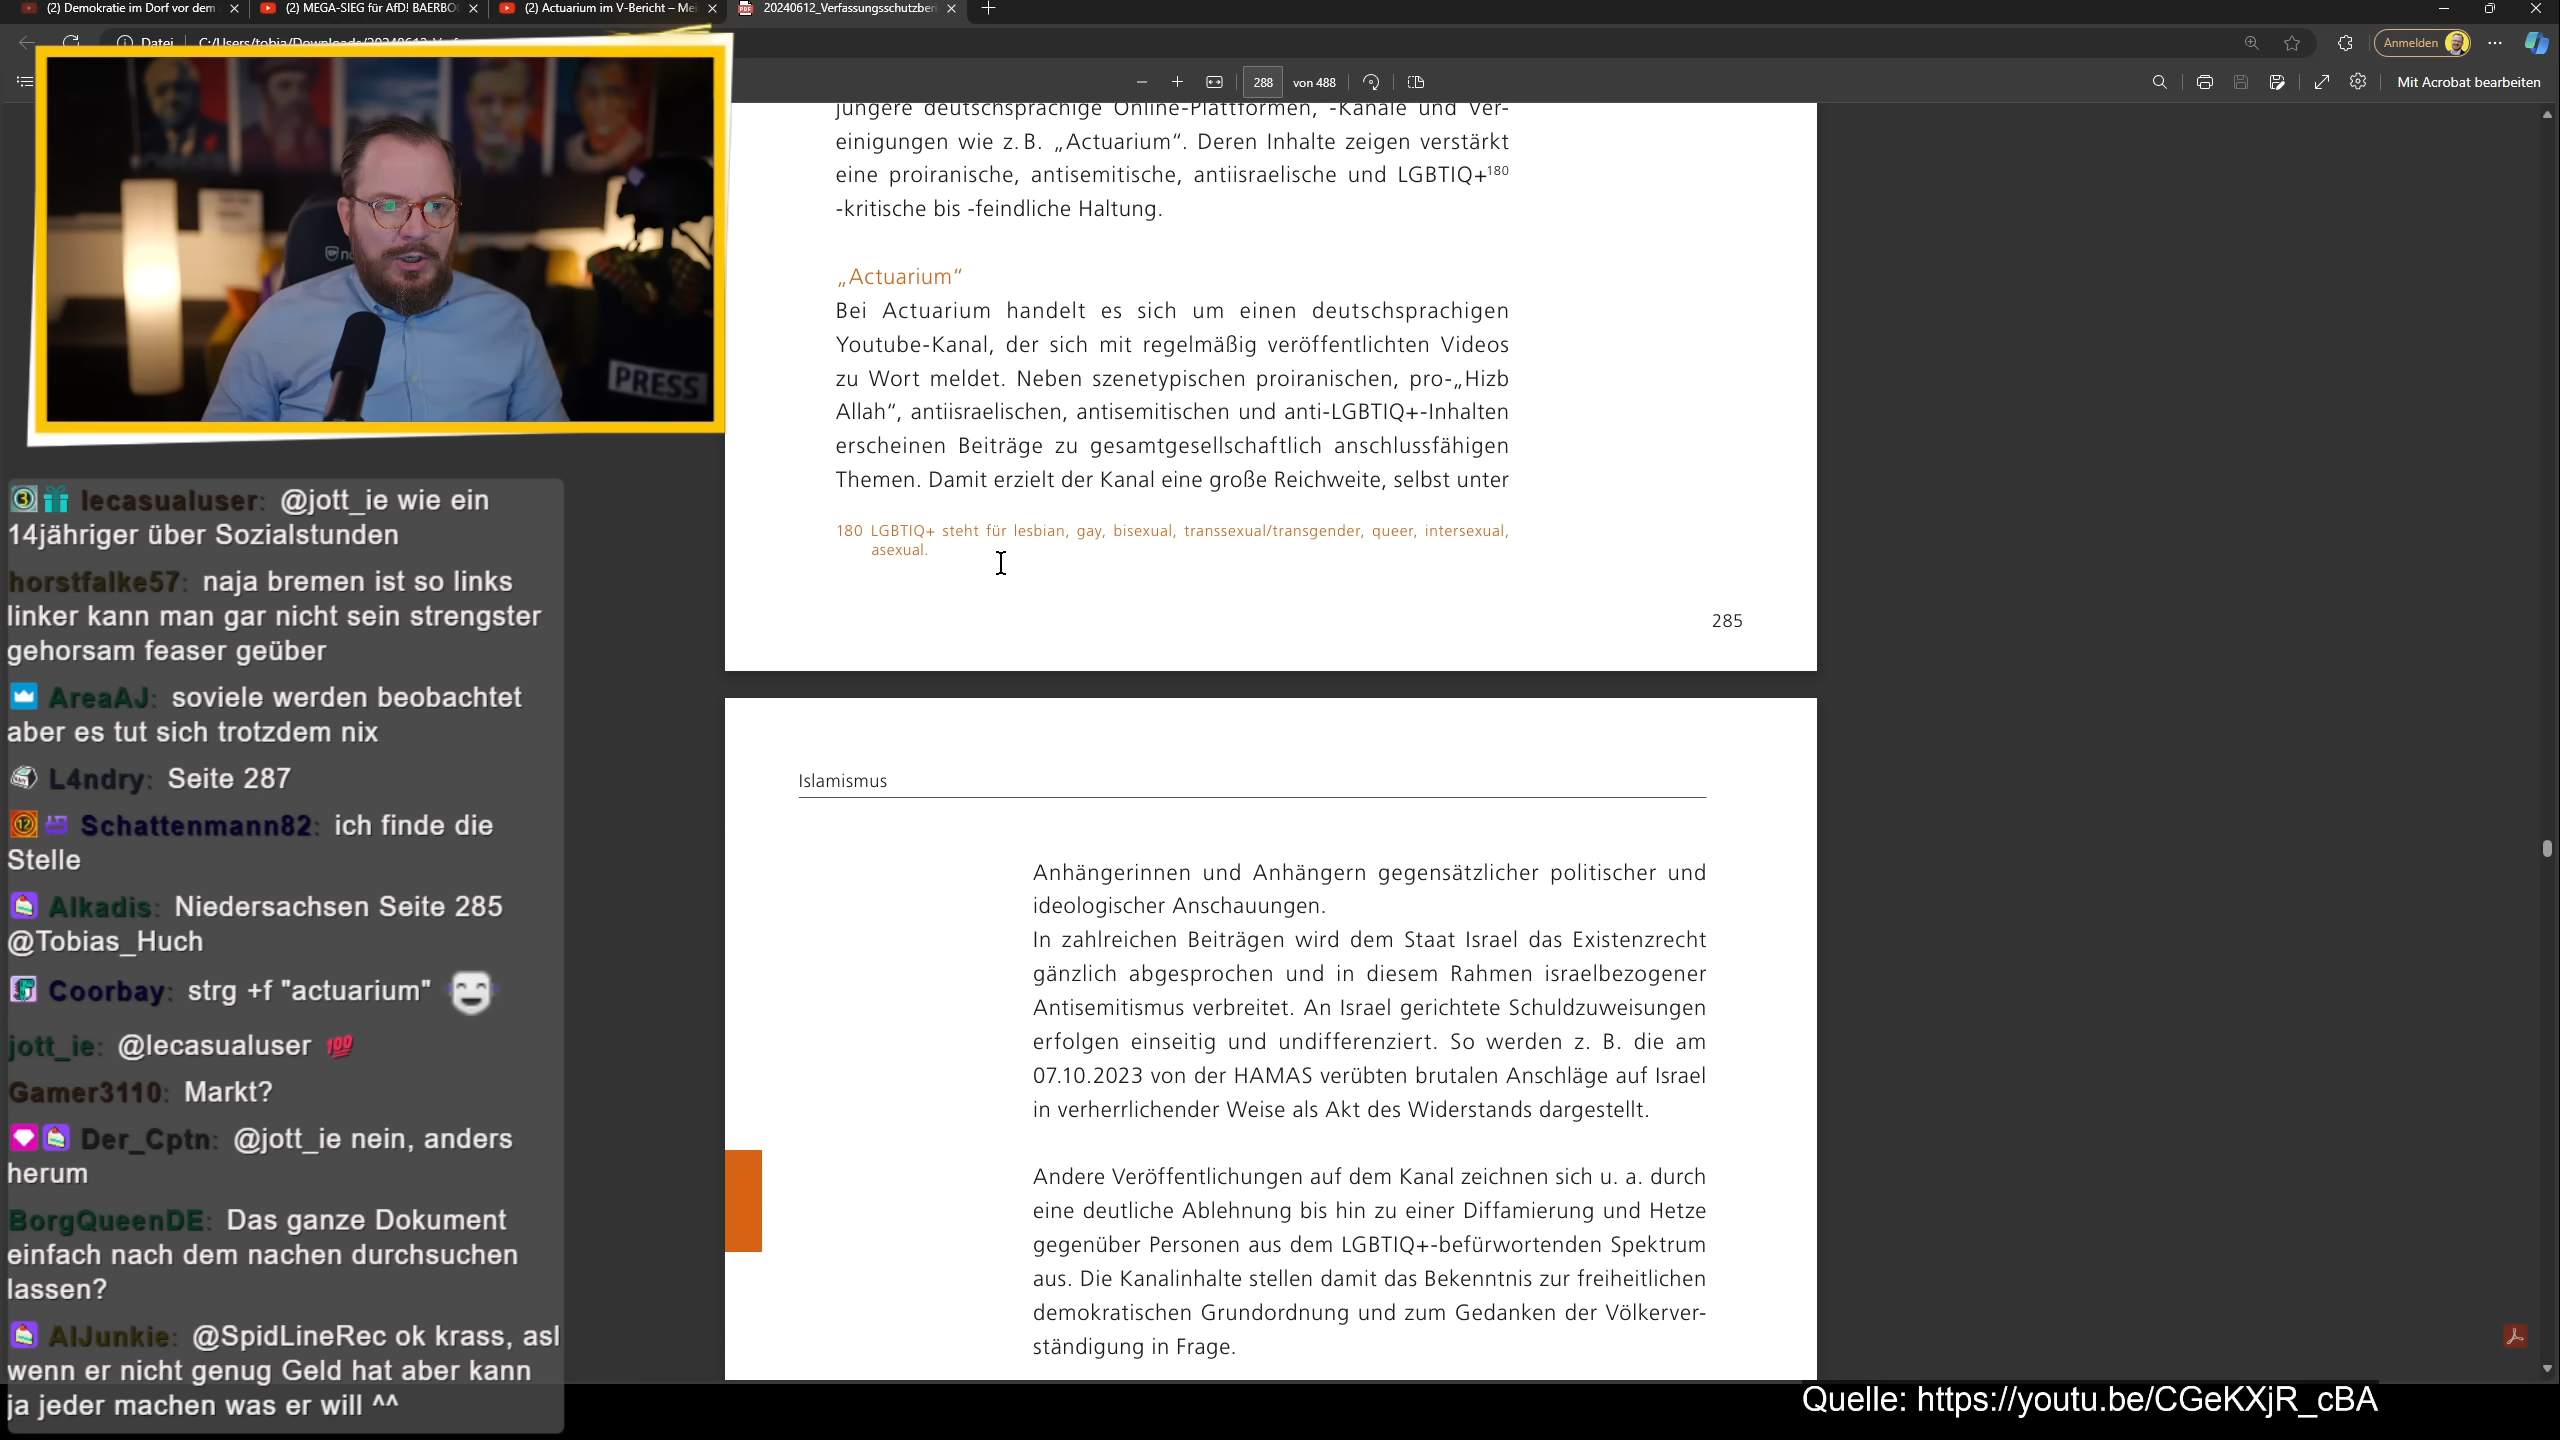 (2) Demokratie im Dorf vor dem
(2) MEGA-SIEG für AfD! BAERBO
(2) Actuarium im V-Bericht – Mei
20240612_Verfassungsschutzberi
Datei
C:/Users/tobia/Downloads/20240612
Anmelden
288 von 488
Mit Acrobat bearbeiten
PRESS
jüngere deutschsprachige Online-Plattformen, -Kanäle und Ver-
einigungen wie z. B. „Actuarium“. Deren Inhalte zeigen verstärkt
eine proiranische, antisemitische, antiisraelische und LGBTIQ+180
-kritische bis -feindliche Haltung.
„Actuarium“
Bei Actuarium handelt es sich um einen deutschsprachigen
Youtube-Kanal, der sich mit regelmäßig veröffentlichten Videos
zu Wort meldet. Neben szenetypischen proiranischen, pro-„Hizb
Allah“, antiisraelischen, antisemitischen und anti-LGBTIQ+-Inhalten
erscheinen Beiträge zu gesamtgesellschaftlich anschlussfähigen
Themen. Damit erzielt der Kanal eine große Reichweite, selbst unter
180 LGBTIQ+ steht für lesbian, gay, bisexual, transsexual/transgender, queer, intersexual,
asexual.
285
Islamismus
Anhängerinnen und Anhängern gegensätzlicher politischer und
ideologischer Anschauungen.
In zahlreichen Beiträgen wird dem Staat Israel das Existenzrecht
gänzlich abgesprochen und in diesem Rahmen israelbezogener
Antisemitismus verbreitet. An Israel gerichtete Schuldzuweisungen
erfolgen einseitig und undifferenziert. So werden z. B. die am
07.10.2023 von der HAMAS verübten brutalen Anschläge auf Israel
in verherrlichender Weise als Akt des Widerstands dargestellt.
Andere Veröffentlichungen auf dem Kanal zeichnen sich u. a. durch
eine deutliche Ablehnung bis hin zu einer Diffamierung und Hetze
gegenüber Personen aus dem LGBTIQ+-befürwortenden Spektrum
aus. Die Kanalinhalte stellen damit das Bekenntnis zur freiheitlichen
demokratischen Grundordnung und zum Gedanken der Völkerver-
ständigung in Frage.
lecasualuser: @jott_ie wie ein
14jähriger über Sozialstunden
horstfalke57: naja bremen ist so links
linker kann man gar nicht sein strengster
gehorsam feaser geüber
AreaAJ: soviele werden beobachtet
aber es tut sich trotzdem nix
L4ndry: Seite 287
Schattenmann82: ich finde die
Stelle
Alkadis: Niedersachsen Seite 285
@Tobias_Huch
Coorbay: strg +f "actuarium"
jott_ie: @lecasualuser 100
Gamer3110: Markt?
Der_Cptn: @jott_ie nein, anders
herum
BorgQueenDE: Das ganze Dokument
einfach nach dem nachen durchsuchen
lassen?
AlJunkie: @SpidLineRec ok krass, asl
wenn er nicht genug Geld hat aber kann
ja jeder machen was er will ^^
Quelle: https://youtu.be/CGeKXjR_cBA